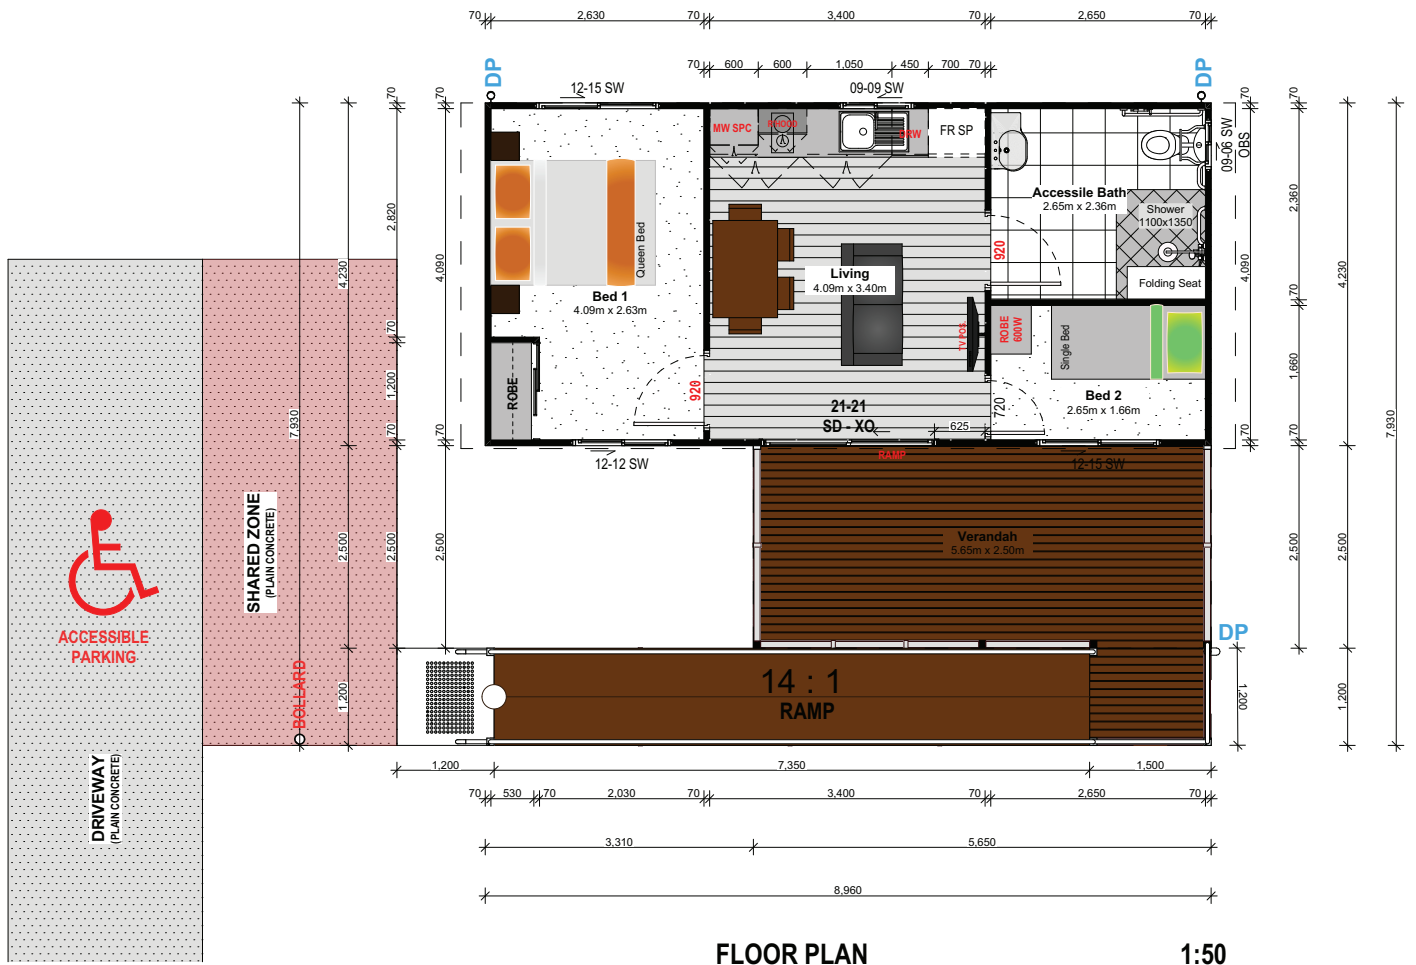 70 2,630 70 3,400 70 2,650 70
70 600 600 1,050 450 700 70
DP
DP
12-15 SW
09-09 SW
09-06 SW
OBS
MW SPC
R/HOOD
DRW
FR SP
Accessile Bath
2.65m x 2.36m
Shower
1100x1350
Folding Seat
Queen Bed
Bed 1
4.09m x 2.63m
Living
4.09m x 3.40m
920
920
720
TV POS.
ROBE
600W
Single Bed
Bed 2
2.65m x 1.66m
ROBE
21-21
SD - XO
625
12-12 SW
RAMP
12-15 SW
Verandah
5.65m x 2.50m
DP
14 : 1
RAMP
ACCESSIBLE
PARKING
SHARED ZONE
(PLAIN CONCRETE)
BOLLARD
DRIVEWAY
(PLAIN CONCRETE)
7,930
4,230
2,500
1,200
70
2,820
70
1,200
70
2,500
70
4,090
70
2,500
70
4,090
70
1,200
70
2,360
70
1,660
70
2,500
4,230
2,500
1,200
7,930
1,200 7,350 1,500
70 530 70 2,030 70 3,400 70 2,650 70
3,310 5,650
8,960
FLOOR PLAN 1:50